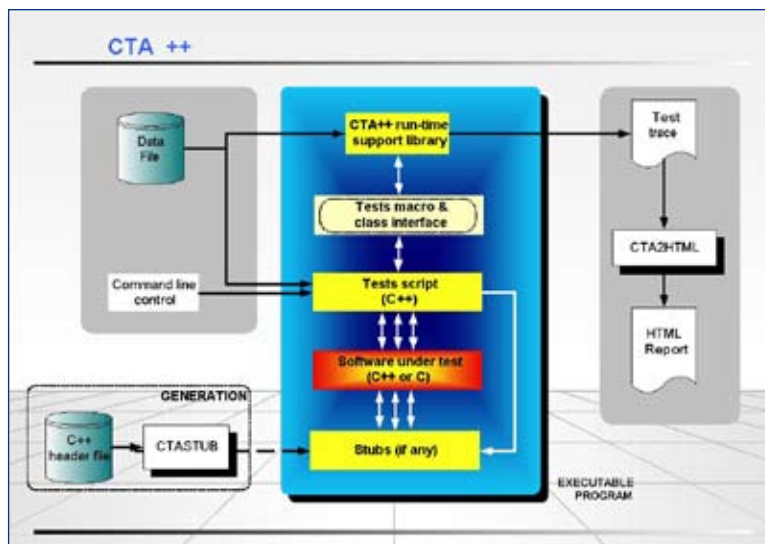 CTA ++
Data
File
CTA++ run-time
support library
Test
trace
Tests macro &
class interface
CTA2HTML
Command line
control
Tests script
(C++)
HTML
Report
Software under test
(C++ or C)
GENERATION
C++
header file
CTASTUB
Stubs (if any)
EXECUTABLE
PROGRAM